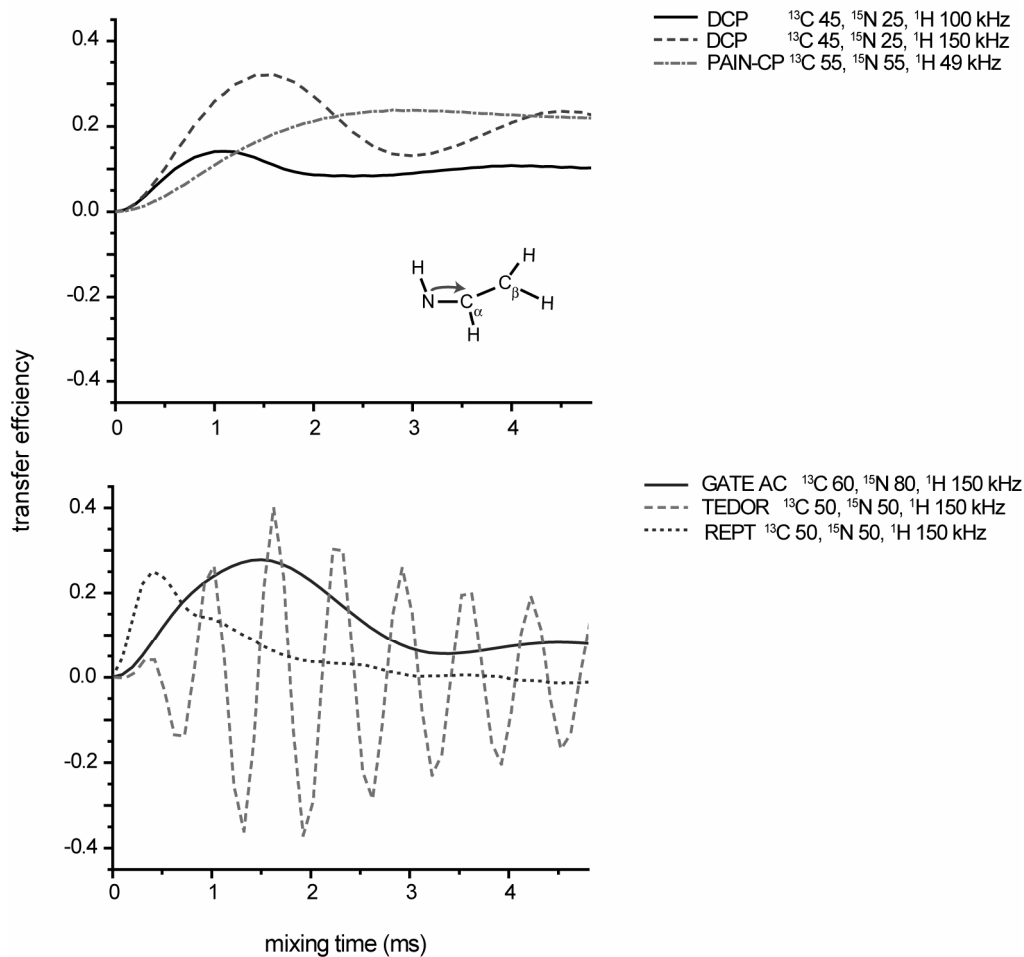 DCP ¹³C 45, ¹⁵N 25, ¹H 100 kHz
DCP ¹³C 45, ¹⁵N 25, ¹H 150 kHz
PAIN-CP ¹³C 55, ¹⁵N 55, ¹H 49 kHz
0.4
0.2
0.0
-0.2
-0.4
H
H
N
C
α
C
β
H
H
0
1
2
3
4
transfer effciency
GATE AC ¹³C 60, ¹⁵N 80, ¹H 150 kHz
TEDOR ¹³C 50, ¹⁵N 50, ¹H 150 kHz
REPT ¹³C 50, ¹⁵N 50, ¹H 150 kHz
0.4
0.2
0.0
-0.2
-0.4
0
1
2
3
4
mixing time (ms)